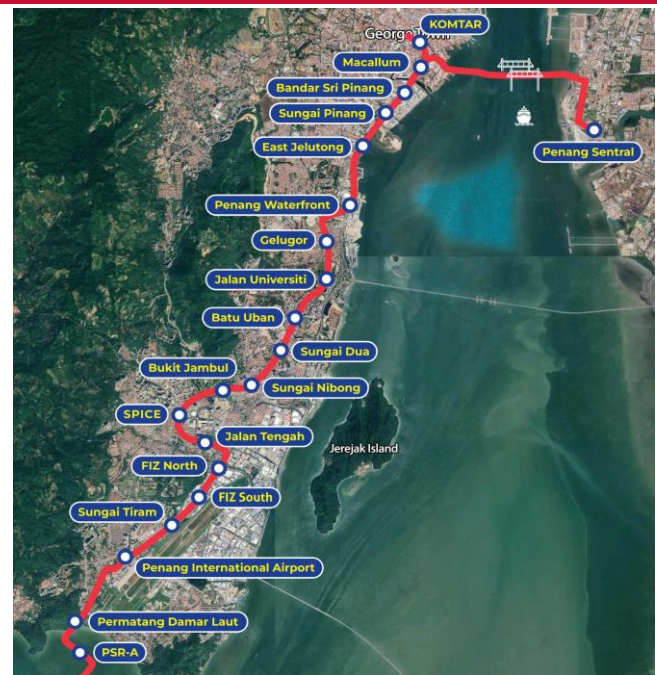 George Town
KOMTAR
Macallum
Bandar Sri Pinang
Sungai Pinang
East Jelutong
Penang Sentral
Penang Waterfront
Gelugor
Jalan Universiti
Batu Uban
Sungai Dua
Bukit Jambul
Sungai Nibong
SPICE
Jalan Tengah
Jerejak Island
FIZ North
FIZ South
Sungai Tiram
Penang International Airport
Permatang Damar Laut
PSR-A